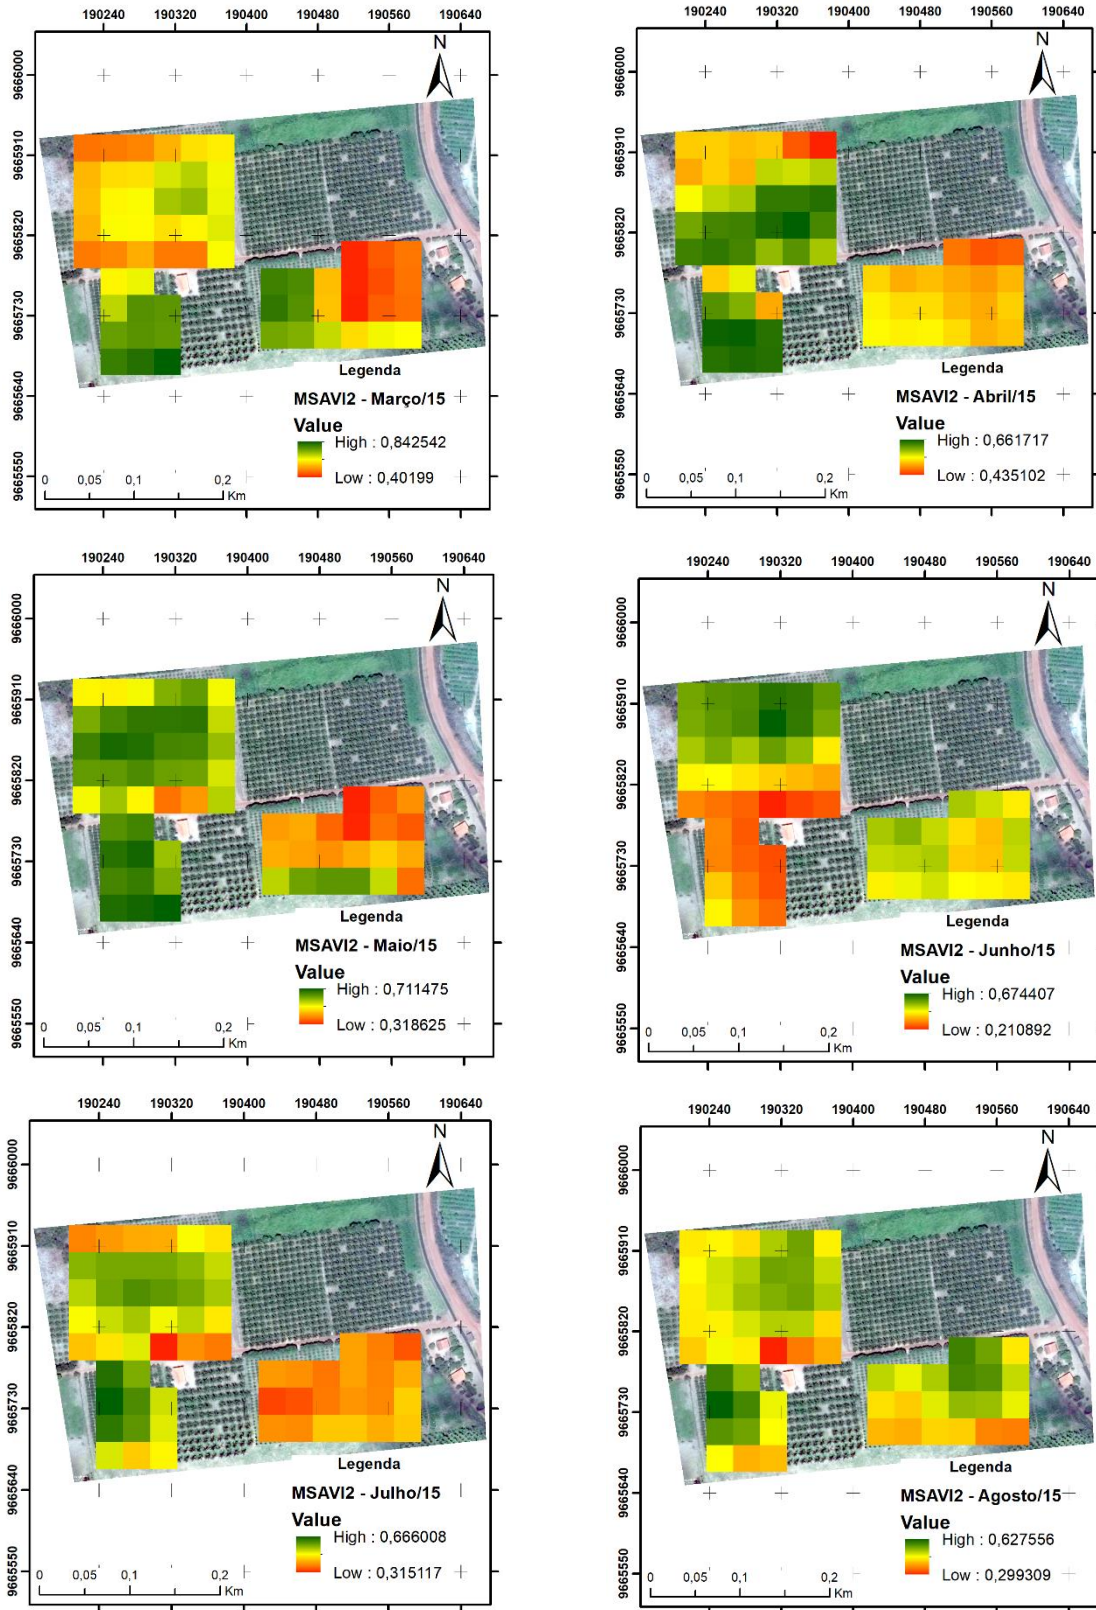 190240 190320 190400 190480 190560 190640
N
9666000
9665910
9665820
9665730
9665640
9665550
Legenda
MSAVI2 - Março/15
Value
High : 0,842542
Low : 0,40199
0 0,05 0,1 0,2
Km
190240 190320 190400 190480 190560 190640
N
9666000
9665910
9665820
9665730
9665640
9665550
Legenda
MSAVI2 - Abril/15
Value
High : 0,661717
Low : 0,435102
0 0,05 0,1 0,2
Km
190240 190320 190400 190480 190560 190640
N
9666000
9665910
9665820
9665730
9665640
9665550
Legenda
MSAVI2 - Maio/15
Value
High : 0,711475
Low : 0,318625
0 0,05 0,1 0,2
Km
190240 190320 190400 190480 190560 190640
N
9666000
9665910
9665820
9665730
9665640
9665550
Legenda
MSAVI2 - Junho/15
Value
High : 0,674407
Low : 0,210892
0 0,05 0,1 0,2
Km
190240 190320 190400 190480 190560 190640
N
9666000
9665910
9665820
9665730
9665640
9665550
Legenda
MSAVI2 - Julho/15
Value
High : 0,666008
Low : 0,315117
0 0,05 0,1 0,2
Km
190240 190320 190400 190480 190560 190640
N
9666000
9665910
9665820
9665730
9665640
9665550
Legenda
MSAVI2 - Agosto/15
Value
High : 0,627556
Low : 0,299309
0 0,05 0,1 0,2
Km